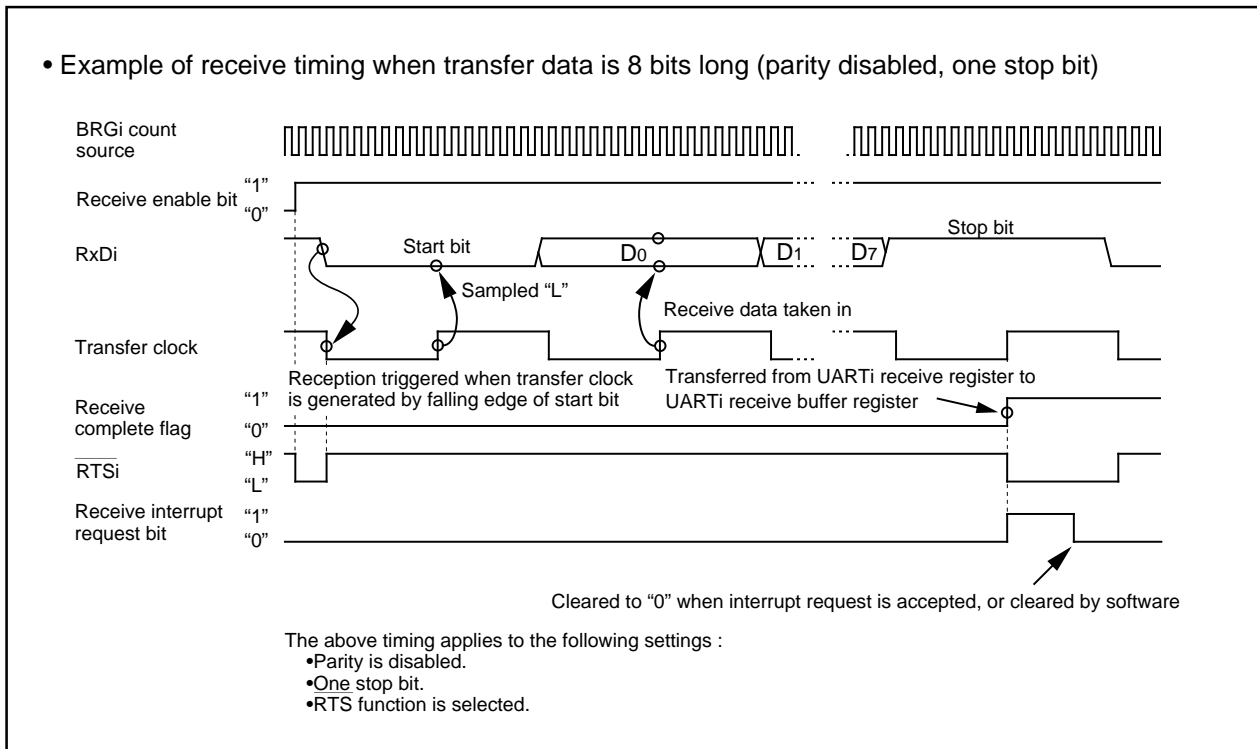 • Example of receive timing when transfer data is 8 bits long (parity disabled, one stop bit)
BRGi count
source
Receive enable bit
“1”
“0”
RxDi
Start bit
D0
D1
D7
Stop bit
Sampled “L”
Receive data taken in
Transfer clock
Reception triggered when transfer clock
is generated by falling edge of start bit
Transferred from UARTi receive register to
UARTi receive buffer register
Receive
complete flag
“1”
“0”
RTSi
“H”
“L”
Receive interrupt
request bit
“1”
“0”
Cleared to “0” when interrupt request is accepted, or cleared by software
The above timing applies to the following settings :
•Parity is disabled.
•One stop bit.
•RTS function is selected.